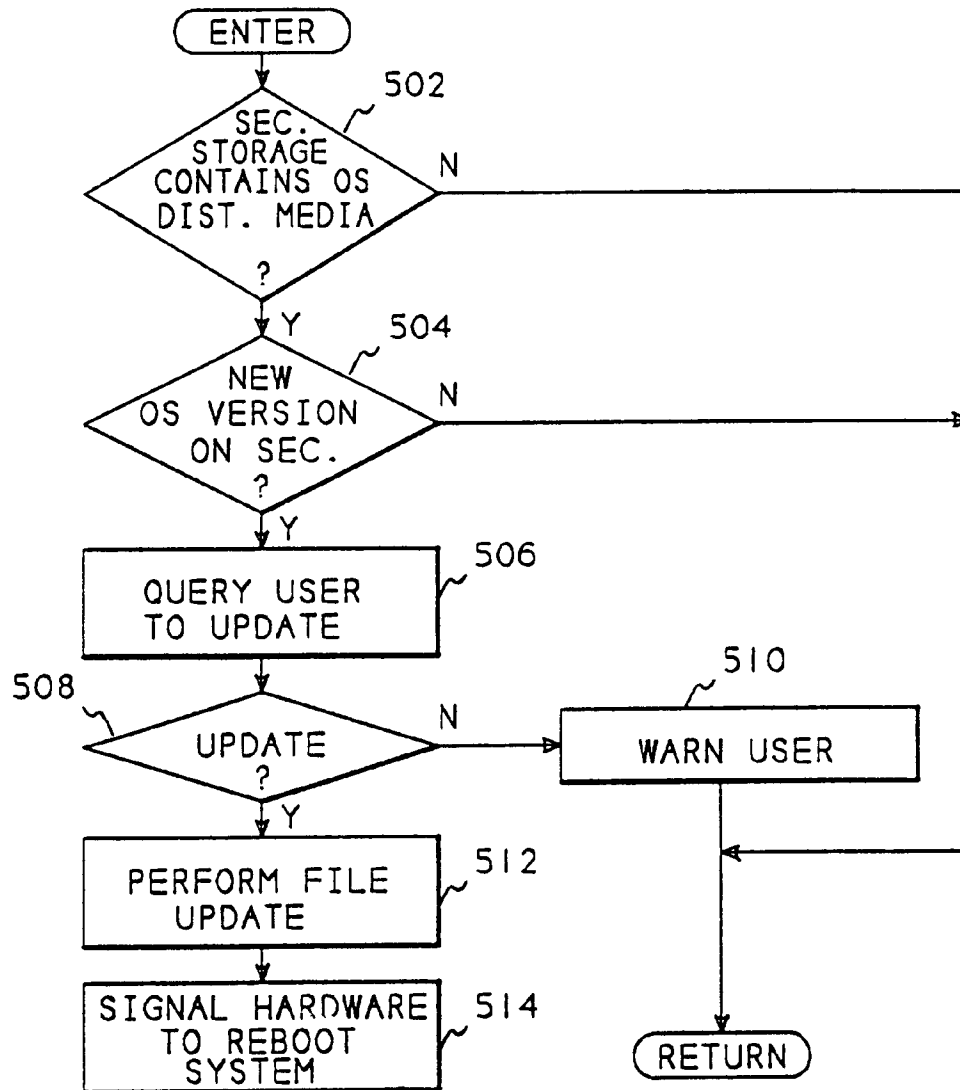 ENTER
502
SEC.
STORAGE
CONTAINS OS
DIST. MEDIA
?
N
Y
504
NEW
OS VERSION
ON SEC.
?
N
Y
506
QUERY USER
TO UPDATE
508
UPDATE
?
N
510
WARN USER
Y
512
PERFORM FILE
UPDATE
514
SIGNAL HARDWARE
TO REBOOT
SYSTEM
RETURN